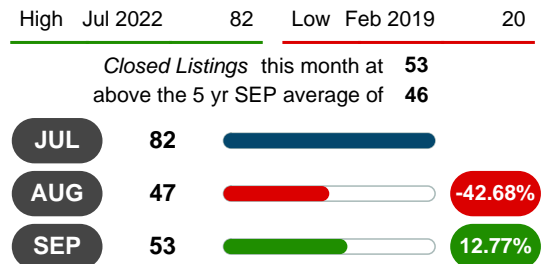 High Jul 2022 82 Low Feb 2019 20
Closed Listings this month at 53
above the 5 yr SEP average of 46
JUL 82
AUG 47 -42.68%
SEP 53 12.77%